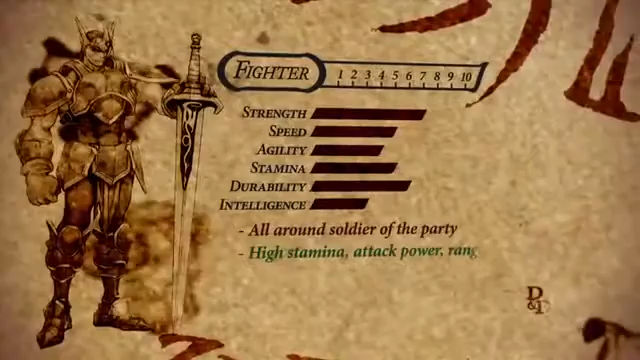 FIGHTER 1 2 3 4 5 6 7 8 9 10
STRENGTH
SPEED
AGILITY
STAMINA
DURABILITY
INTELLIGENCE
- All around soldier of the party
- High stamina, attack power, rang
D&D